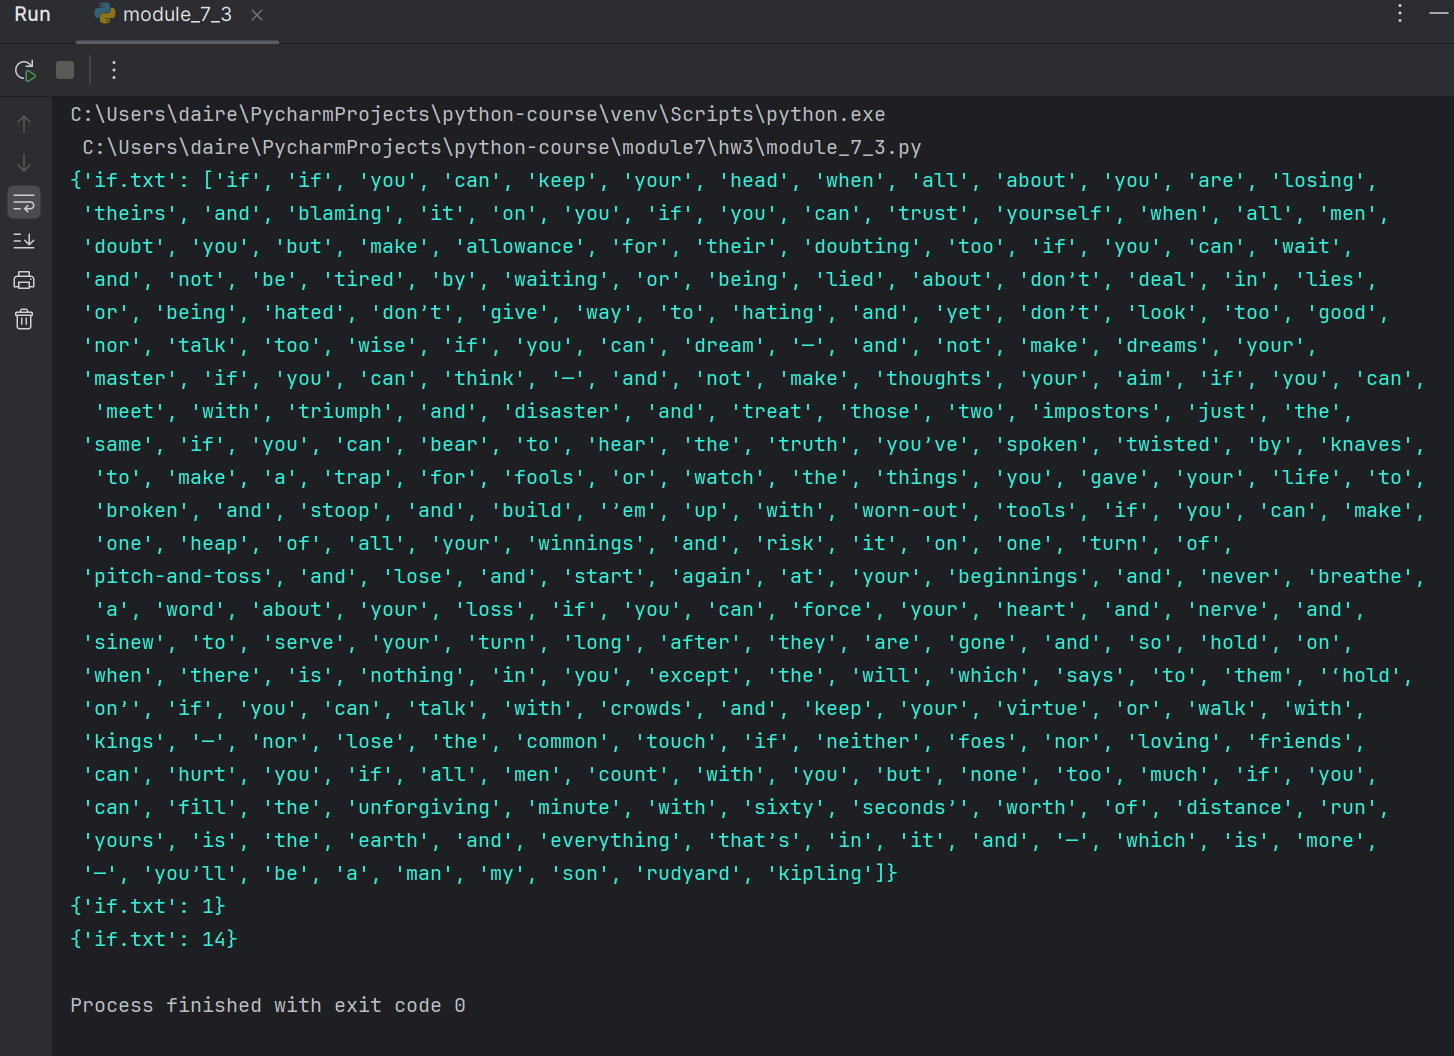 Run module_7_3
C:\Users\daire\PycharmProjects\python-course\venv\Scripts\python.exe
C:\Users\daire\PycharmProjects\python-course\module7\hw3\module_7_3.py
{'if.txt': ['if', 'if', 'you', 'can', 'keep', 'your', 'head', 'when', 'all', 'about', 'you', 'are', 'losing',
'theirs', 'and', 'blaming', 'it', 'on', 'you', 'if', 'you', 'can', 'trust', 'yourself', 'when', 'all', 'men',
'doubt', 'you', 'but', 'make', 'allowance', 'for', 'their', 'doubting', 'too', 'if', 'you', 'can', 'wait',
'and', 'not', 'be', 'tired', 'by', 'waiting', 'or', 'being', 'lied', 'about', 'don’t', 'deal', 'in', 'lies',
'or', 'being', 'hated', 'don’t', 'give', 'way', 'to', 'hating', 'and', 'yet', 'don’t', 'look', 'too', 'good',
'nor', 'talk', 'too', 'wise', 'if', 'you', 'can', 'dream', '—', 'and', 'not', 'make', 'dreams', 'your',
'master', 'if', 'you', 'can', 'think', '—', 'and', 'not', 'make', 'thoughts', 'your', 'aim', 'if', 'you', 'can',
'meet', 'with', 'triumph', 'and', 'disaster', 'and', 'treat', 'those', 'two', 'impostors', 'just', 'the',
'same', 'if', 'you', 'can', 'bear', 'to', 'hear', 'the', 'truth', 'you’ve', 'spoken', 'twisted', 'by', 'knaves',
'to', 'make', 'a', 'trap', 'for', 'fools', 'or', 'watch', 'the', 'things', 'you', 'gave', 'your', 'life', 'to',
'broken', 'and', 'stoop', 'and', 'build', '’em', 'up', 'with', 'worn-out', 'tools', 'if', 'you', 'can', 'make',
'one', 'heap', 'of', 'all', 'your', 'winnings', 'and', 'risk', 'it', 'on', 'one', 'turn', 'of',
'pitch-and-toss', 'and', 'lose', 'and', 'start', 'again', 'at', 'your', 'beginnings', 'and', 'never', 'breathe',
'a', 'word', 'about', 'your', 'loss', 'if', 'you', 'can', 'force', 'your', 'heart', 'and', 'nerve', 'and',
'sinew', 'to', 'serve', 'your', 'turn', 'long', 'after', 'they', 'are', 'gone', 'and', 'so', 'hold', 'on',
'when', 'there', 'is', 'nothing', 'in', 'you', 'except', 'the', 'will', 'which', 'says', 'to', 'them', '‘hold',
'on’', 'if', 'you', 'can', 'talk', 'with', 'crowds', 'and', 'keep', 'your', 'virtue', 'or', 'walk', 'with',
'kings', '—', 'nor', 'lose', 'the', 'common', 'touch', 'if', 'neither', 'foes', 'nor', 'loving', 'friends',
'can', 'hurt', 'you', 'if', 'all', 'men', 'count', 'with', 'you', 'but', 'none', 'too', 'much', 'if', 'you',
'can', 'fill', 'the', 'unforgiving', 'minute', 'with', 'sixty', 'seconds’', 'worth', 'of', 'distance', 'run',
'yours', 'is', 'the', 'earth', 'and', 'everything', 'that’s', 'in', 'it', 'and', '—', 'which', 'is', 'more',
'—', 'you’ll', 'be', 'a', 'man', 'my', 'son', 'rudyard', 'kipling']}
{'if.txt': 1}
{'if.txt': 14}
Process finished with exit code 0